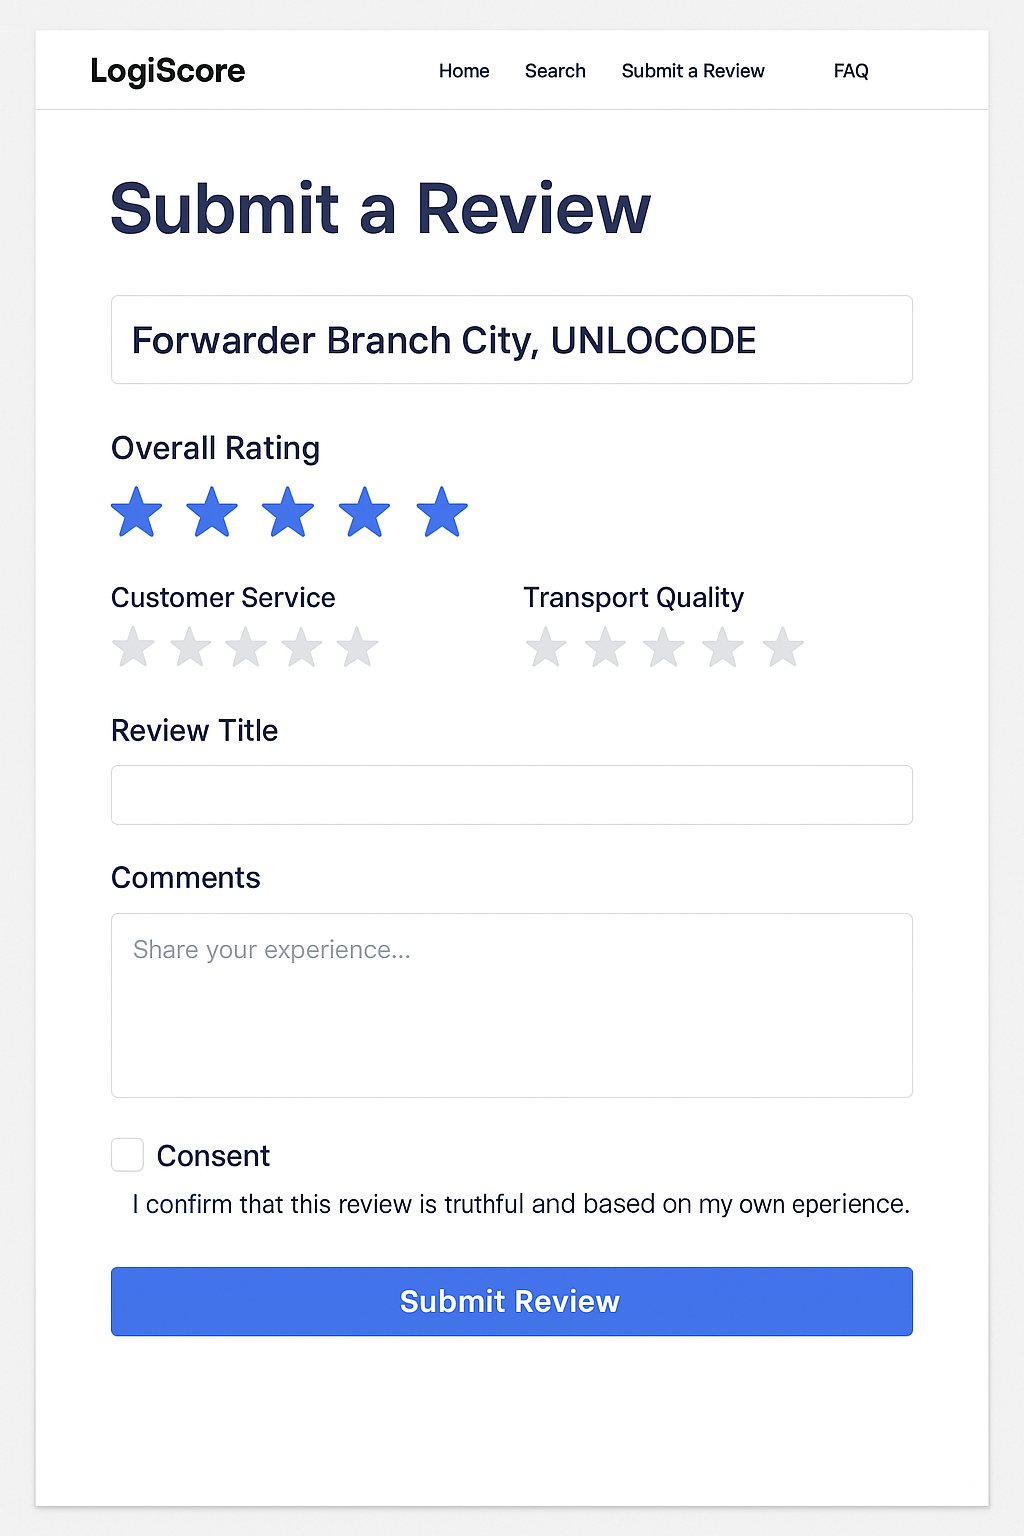 LogiScore
Home Search Submit a Review FAQ
Submit a Review
Forwarder Branch City, UNLOCODE
Overall Rating
Customer Service Transport Quality
Review Title
Comments
Share your experience...
Consent
I confirm that this review is truthful and based on my own eperience.
Submit Review